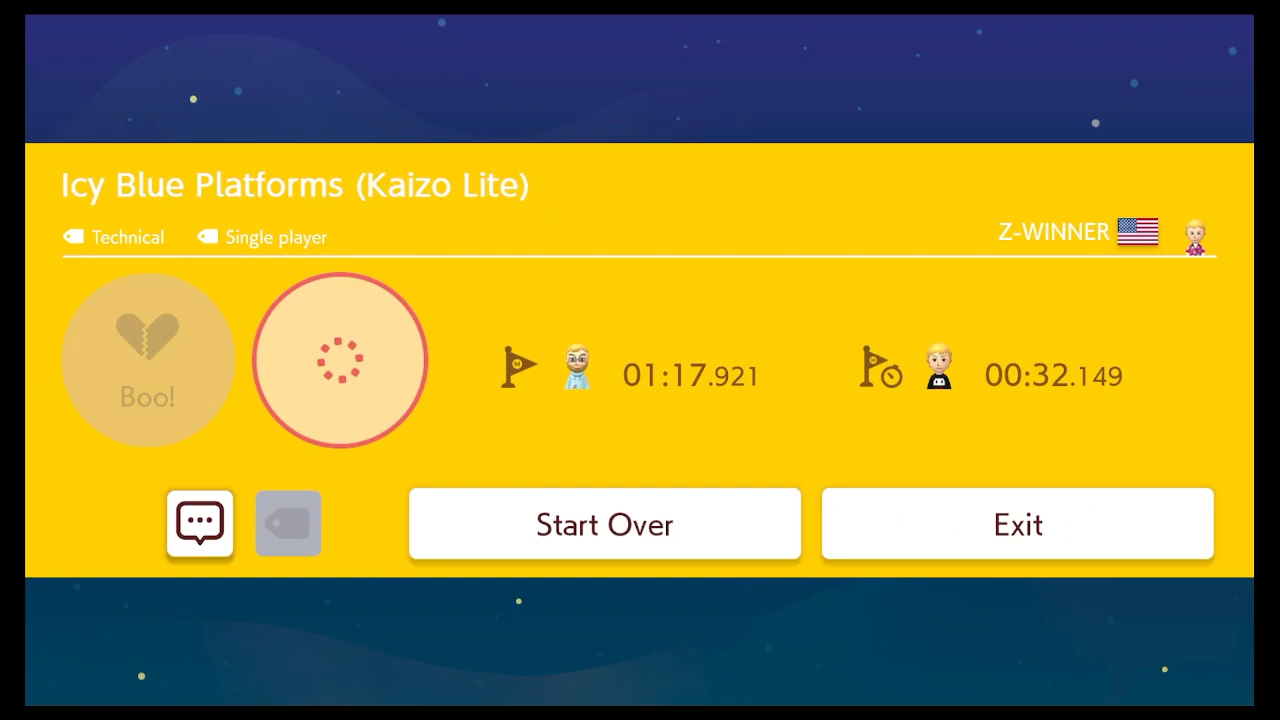 Icy Blue Platforms (Kaizo Lite)
Technical Single player
Z-WINNER
Boo!
01:17.921
00:32.149
Start Over
Exit